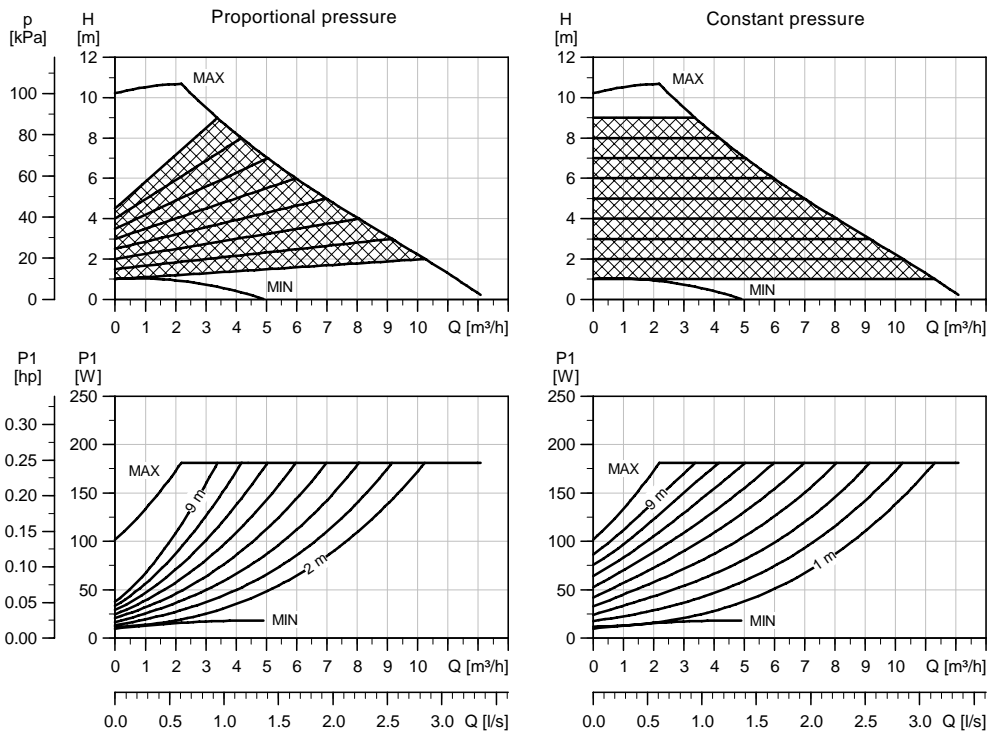 Proportional pressure
Constant pressure
p
[kPa]
H
[m]
H
[m]
12
10
8
6
4
2
0
100
80
60
40
20
0
MAX
MIN
0 1 2 3 4 5 6 7 8 9 10 Q [m³/h]
12
10
8
6
4
2
0
MAX
MIN
0 1 2 3 4 5 6 7 8 9 10 Q [m³/h]
P1
[hp]
P1
[W]
P1
[W]
0.30
0.25
0.20
0.15
0.10
0.05
0.00
250
200
150
100
50
0
MAX
9 m
2 m
MIN
0 1 2 3 4 5 6 7 8 9 10 Q [m³/h]
0.0 0.5 1.0 1.5 2.0 2.5 3.0 Q [l/s]
250
200
150
100
50
0
MAX
9 m
1 m
MIN
0 1 2 3 4 5 6 7 8 9 10 Q [m³/h]
0.0 0.5 1.0 1.5 2.0 2.5 3.0 Q [l/s]